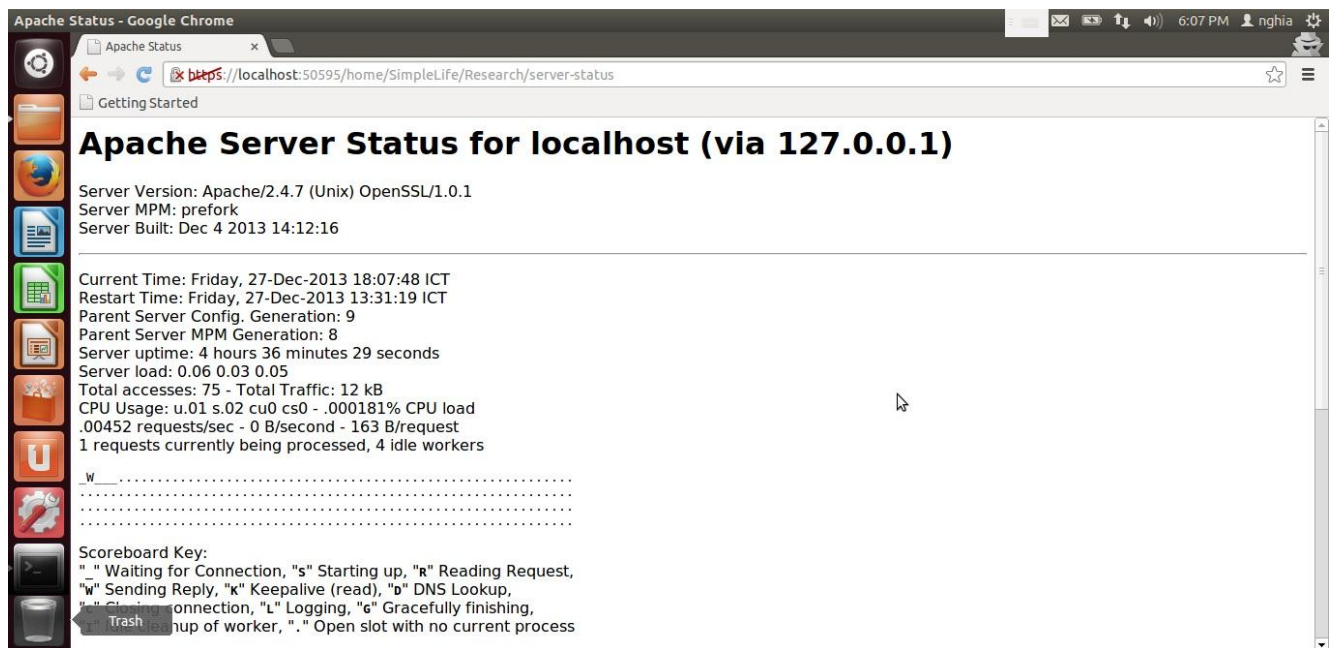 Apache Status - Google Chrome
6:07 PM nghia
Apache Status
https://localhost:50595/home/SimpleLife/Research/server-status
Getting Started
Apache Server Status for localhost (via 127.0.0.1)
Server Version: Apache/2.4.7 (Unix) OpenSSL/1.0.1
Server MPM: prefork
Server Built: Dec 4 2013 14:12:16
Current Time: Friday, 27-Dec-2013 18:07:48 ICT
Restart Time: Friday, 27-Dec-2013 13:31:19 ICT
Parent Server Config. Generation: 9
Parent Server MPM Generation: 8
Server uptime: 4 hours 36 minutes 29 seconds
Server load: 0.06 0.03 0.05
Total accesses: 75 - Total Traffic: 12 kB
CPU Usage: u.01 s.02 cu0 cs0 - .000181% CPU load
.00452 requests/sec - 0 B/second - 163 B/request
1 requests currently being processed, 4 idle workers
_W___...........................................................
................................................................
................................................................
................................................................
Scoreboard Key:
"_" Waiting for Connection, "S" Starting up, "R" Reading Request,
"W" Sending Reply, "K" Keepalive (read), "D" DNS Lookup,
"C" Closing connection, "L" Logging, "G" Gracefully finishing,
"I" Idle cleanup of worker, "." Open slot with no current process
Trash